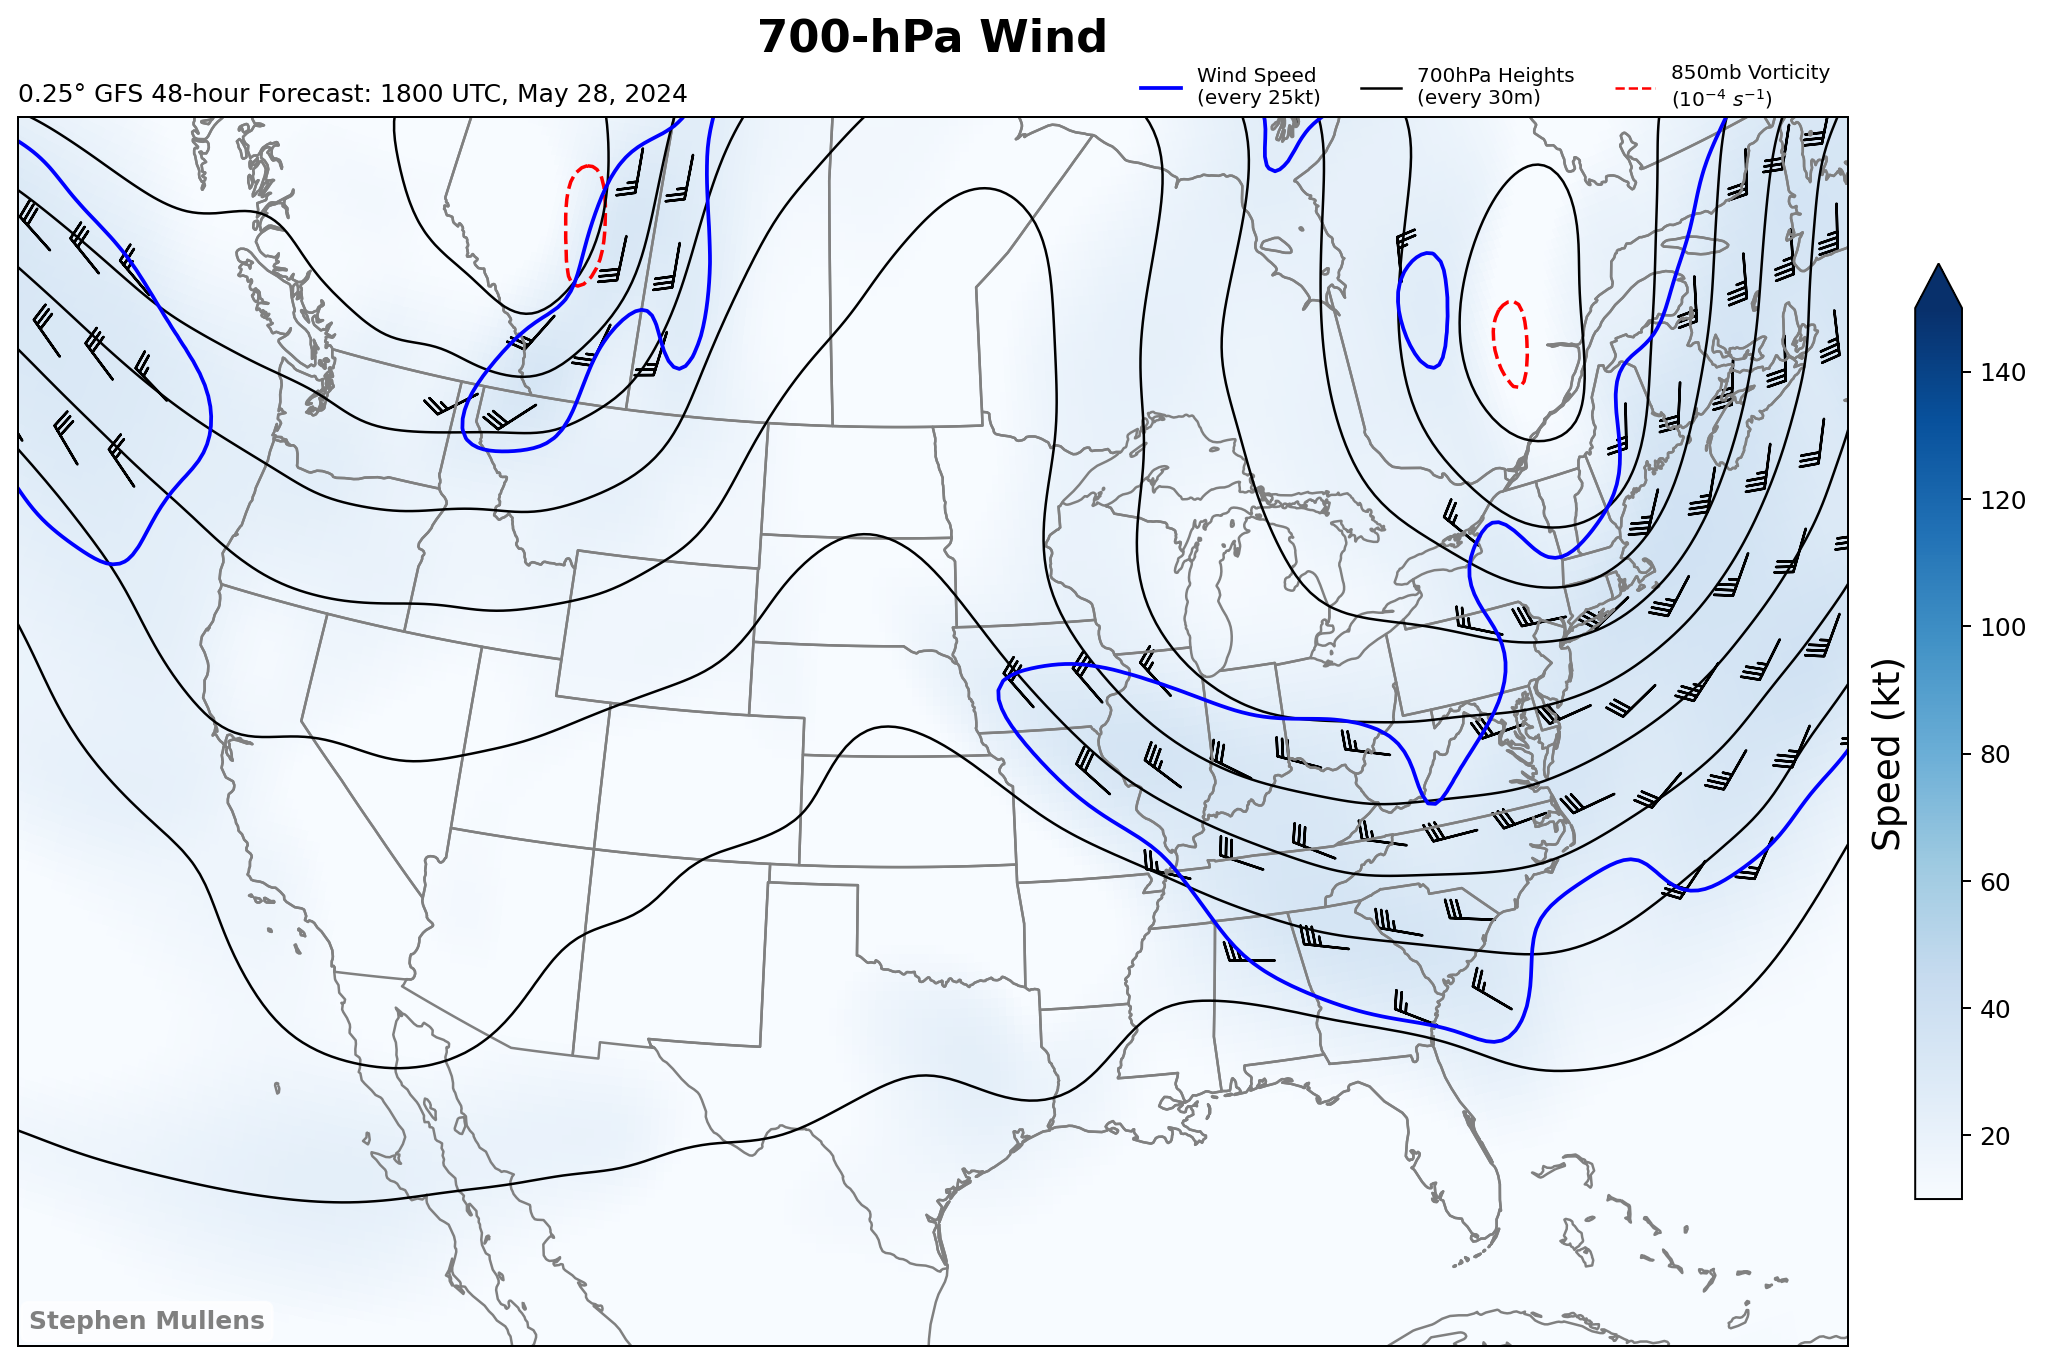 700-hPa Wind
0.25° GFS 48-hour Forecast: 1800 UTC, May 28, 2024
Wind Speed
(every 25kt)
700hPa Heights
(every 30m)
850mb Vorticity
(10⁻⁴ s⁻¹)
140
120
100
80
60
40
20
Speed (kt)
Stephen Mullens